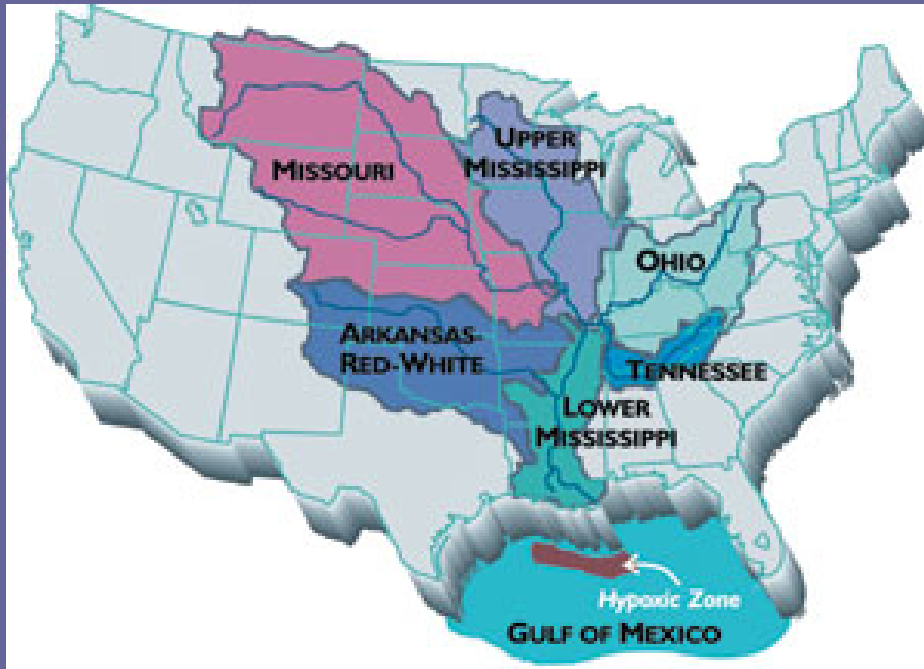 UPPER
MISSISSIPPI
MISSOURI
OHIO
ARKANSAS-
RED-WHITE
TENNESSEE
LOWER
MISSISSIPPI
Hypoxic Zone
GULF OF MEXICO